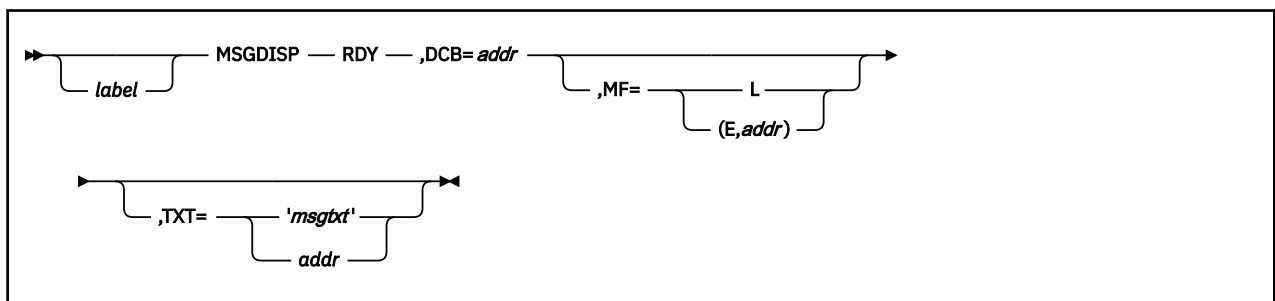 MSGDISP RDY ,DCB= addr
label ,MF= L
(E,addr)
,TXT= 'msgtxt'
addr